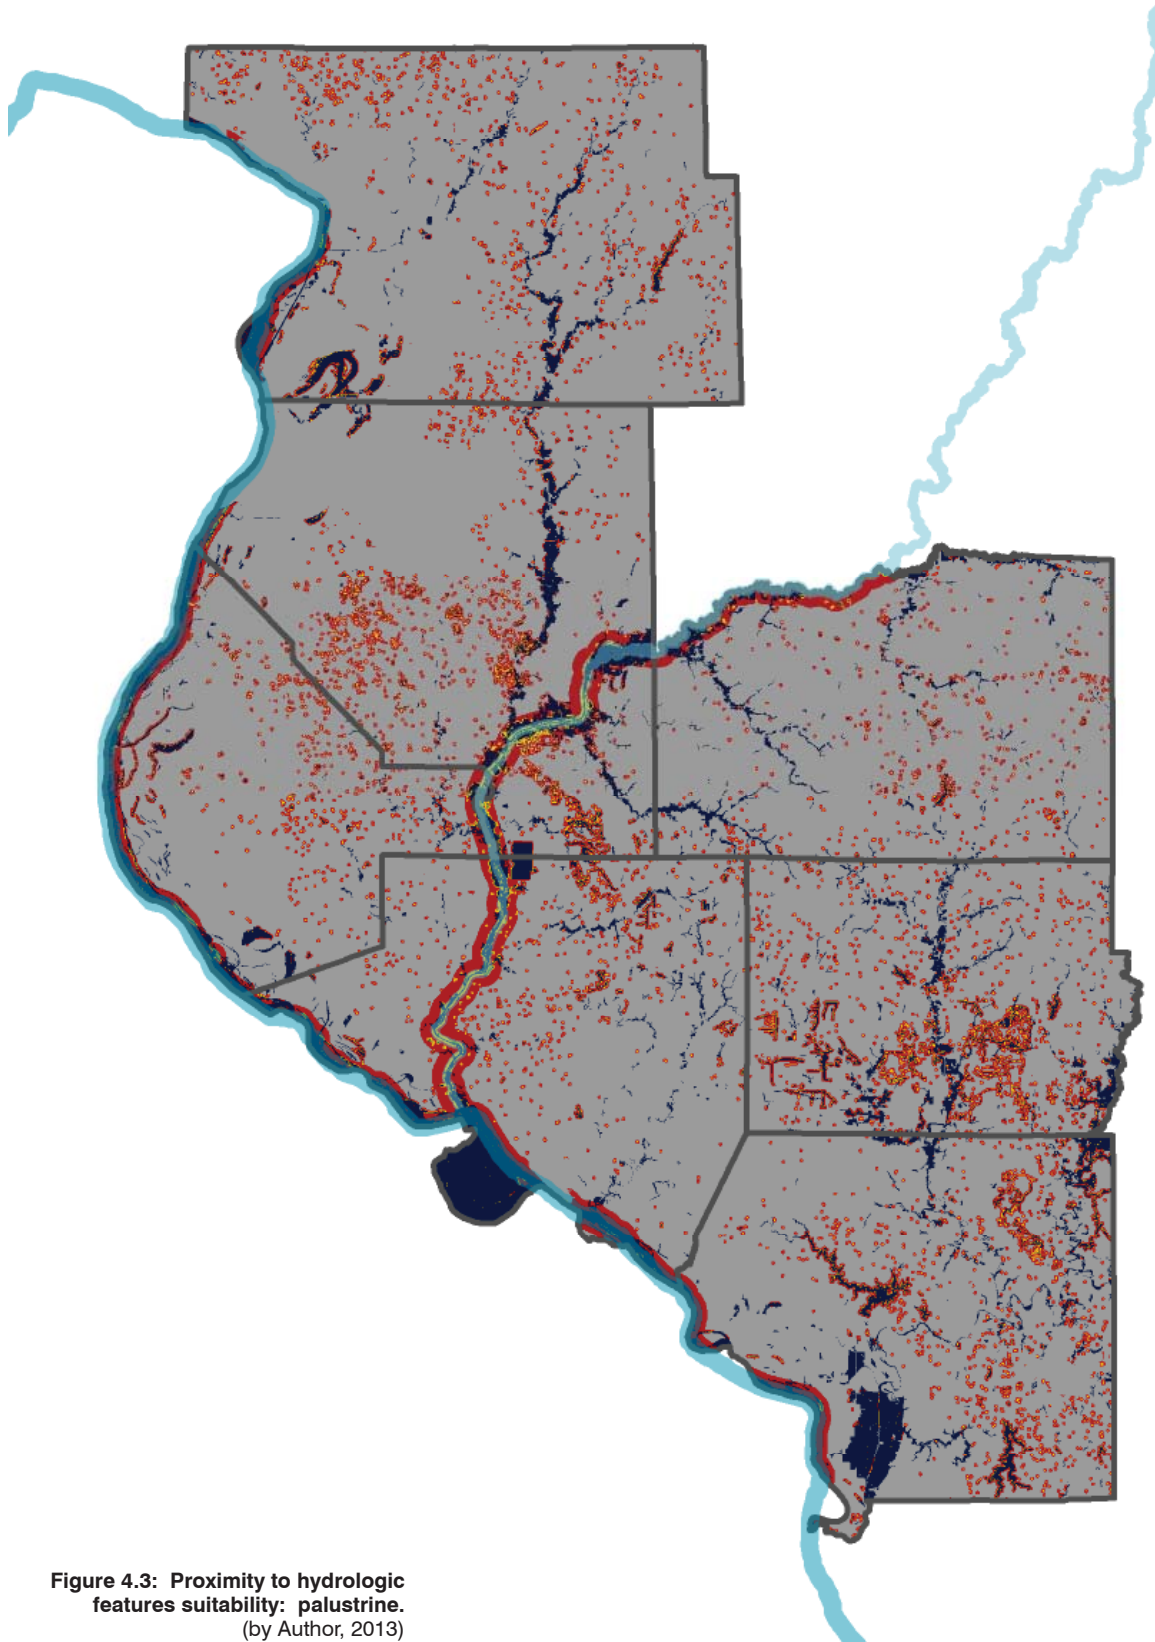 Figure 4.3:  Proximity to hydrologic
features suitability:  palustrine.
(by Author, 2013)